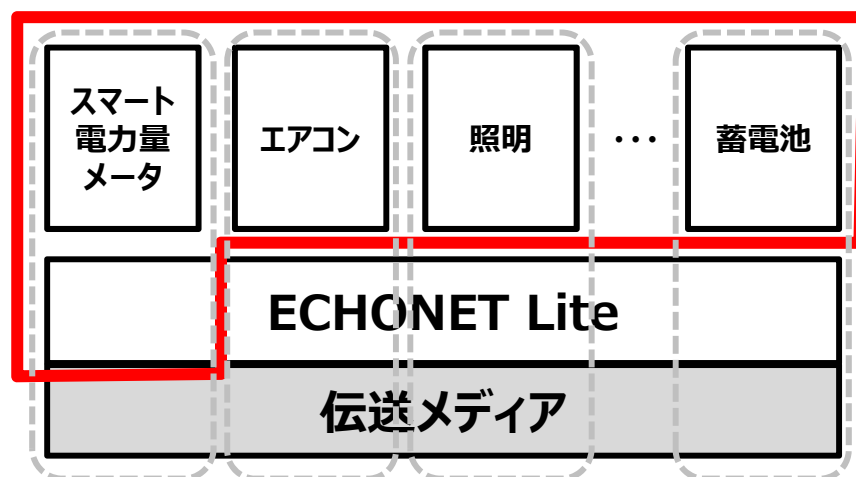 スマート
電力量
メータ
エアコン
照明
…
蓄電池
ECHONET Lite
伝送メディア